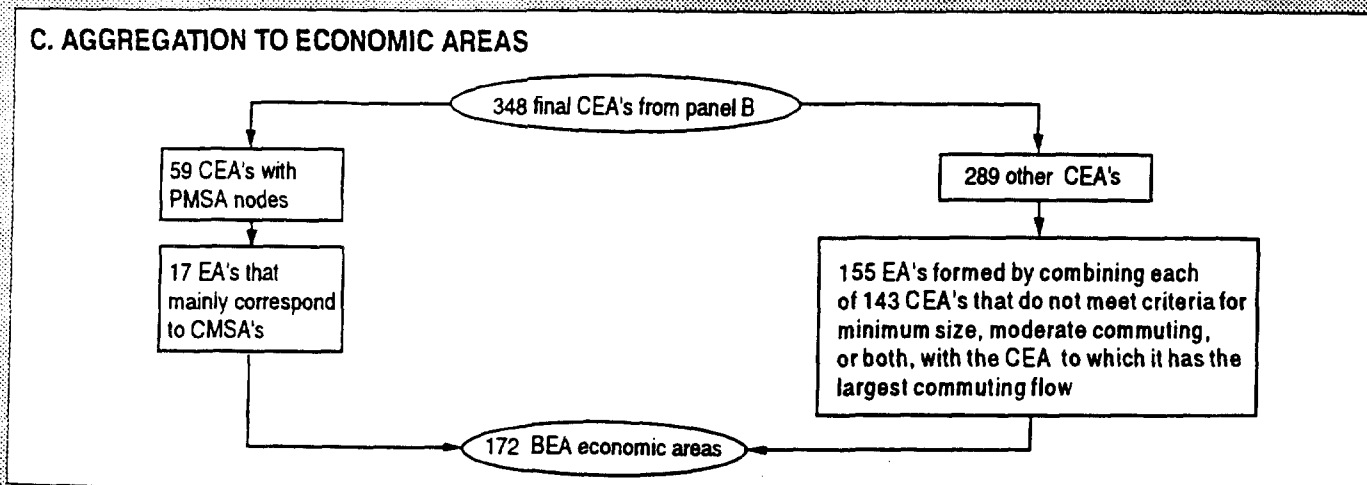 C. AGGREGATION TO ECONOMIC AREAS
348 final CEA's from panel B
59 CEA's with
PMSA nodes
289 other CEA's
17 EA's that
mainly correspond
to CMSA's
155 EA's formed by combining each
of 143 CEA's that do not meet criteria for
minimum size, moderate commuting,
or both, with the CEA to which it has the
largest commuting flow
172 BEA economic areas